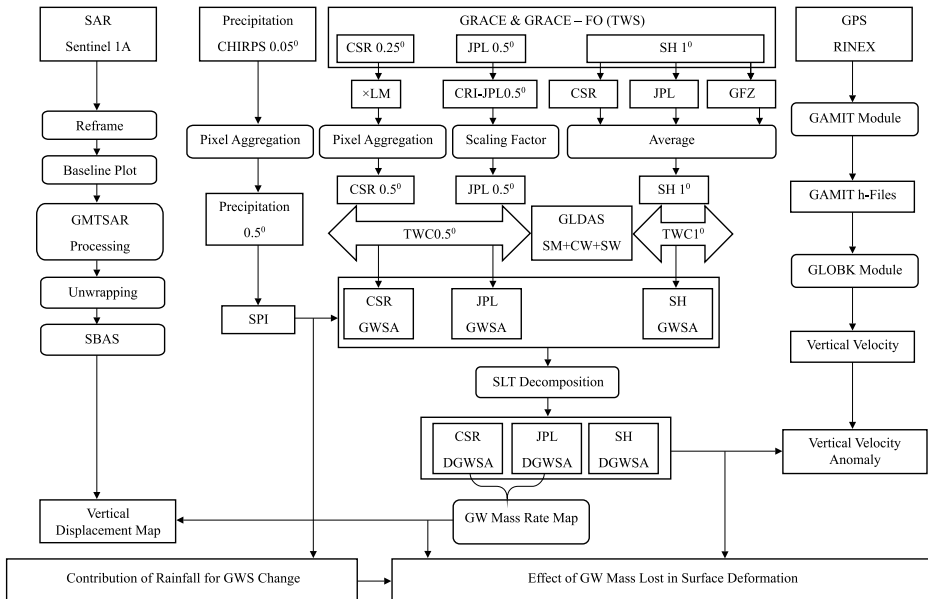 SAR
Sentinel 1A
Precipitation
CHIRPS 0.05⁰
GRACE & GRACE – FO (TWS)
CSR 0.25⁰
JPL 0.5⁰
SH 1⁰
GPS
RINEX
×LM
CRI-JPL0.5⁰
CSR
JPL
GFZ
Reframe
Pixel Aggregation
Pixel Aggregation
Scaling Factor
Average
GAMIT Module
Baseline Plot
CSR 0.5⁰
JPL 0.5⁰
SH 1⁰
GAMIT h-Files
GMTSAR
Processing
Precipitation
0.5⁰
TWC0.5⁰
GLDAS
SM+CW+SW
TWC1⁰
GLOBK Module
Unwrapping
SPI
CSR
GWSA
JPL
GWSA
SH
GWSA
SBAS
Vertical Velocity
SLT Decomposition
CSR
DGWSA
JPL
DGWSA
SH
DGWSA
Vertical Velocity
Anomaly
Vertical
Displacement Map
GW Mass Rate Map
Contribution of Rainfall for GWS Change
Effect of GW Mass Lost in Surface Deformation